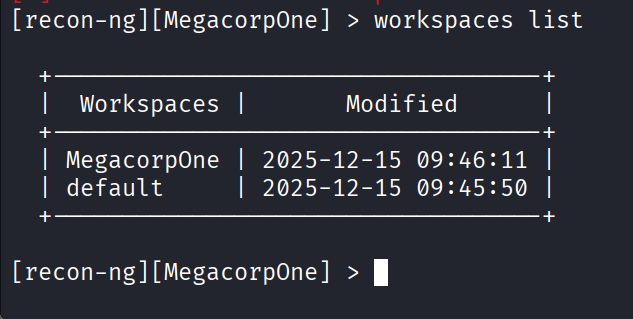 [recon-ng][MegacorpOne] > workspaces list
+------------------------------------+
|  Workspaces |       Modified       |
+------------------------------------+
| MegacorpOne | 2025-12-15 09:46:11 |
| default     | 2025-12-15 09:45:50 |
+------------------------------------+
[recon-ng][MegacorpOne] >